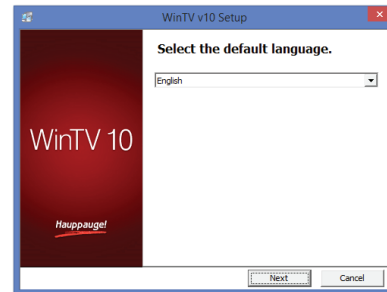 WinTV v10 Setup
Select the default language.
English
WinTV 10
Hauppauge!
Next
Cancel